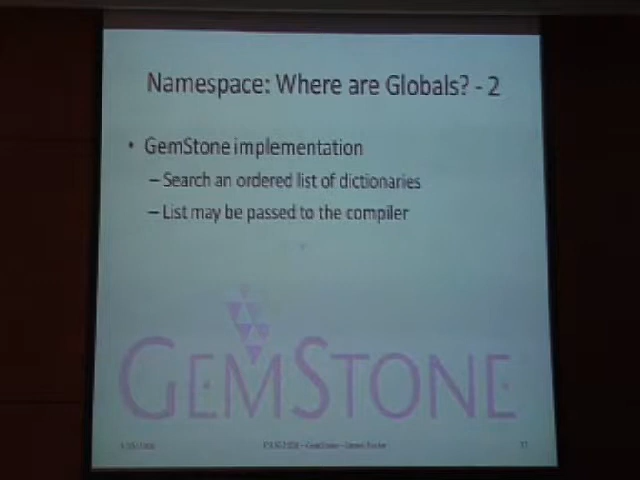 Namespace: Where are Globals? - 2
• GemStone implementation
– Search an ordered list of dictionaries
– List may be passed to the compiler
GEMSTONE